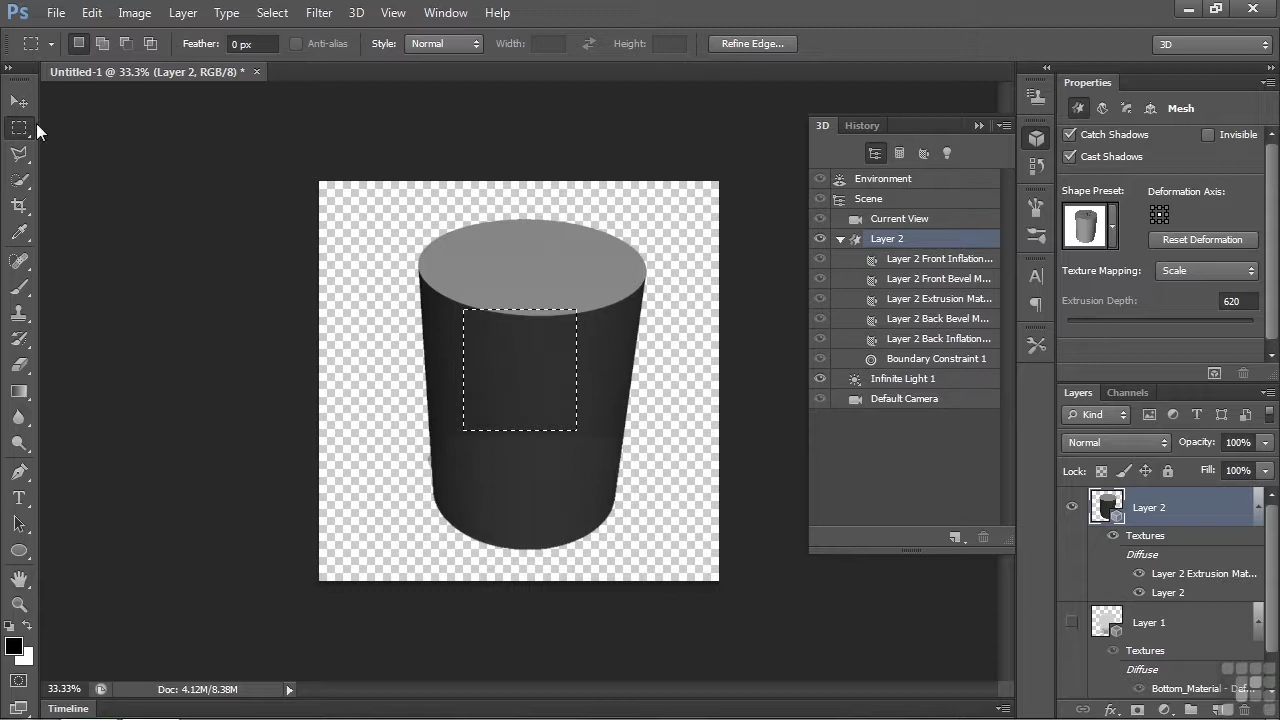 Ps File Edit Image Layer Type Select Filter 3D View Window Help
Feather: 0 px Anti-alias Style: Normal Width: Height: Refine Edge... 3D
Untitled-1 @ 33.3% (Layer 2, RGB/8) * ×
3D History
Environment
Scene
Current View
Layer 2
Layer 2 Front Inflation...
Layer 2 Front Bevel M...
Layer 2 Extrusion Mat...
Layer 2 Back Bevel M...
Layer 2 Back Inflation...
Boundary Constraint 1
Infinite Light 1
Default Camera
Properties
Mesh
Catch Shadows Invisible
Cast Shadows
Shape Preset: Deformation Axis:
Reset Deformation
Texture Mapping: Scale
Extrusion Depth: 620
Layers Channels
Kind
Normal Opacity: 100%
Lock: Fill: 100%
Layer 2
Textures
Diffuse
Layer 2 Extrusion Mat...
Layer 2
Layer 1
Textures
Diffuse
Bottom_Material - Def...
33.33% Doc: 4.12M/8.38M
Timeline